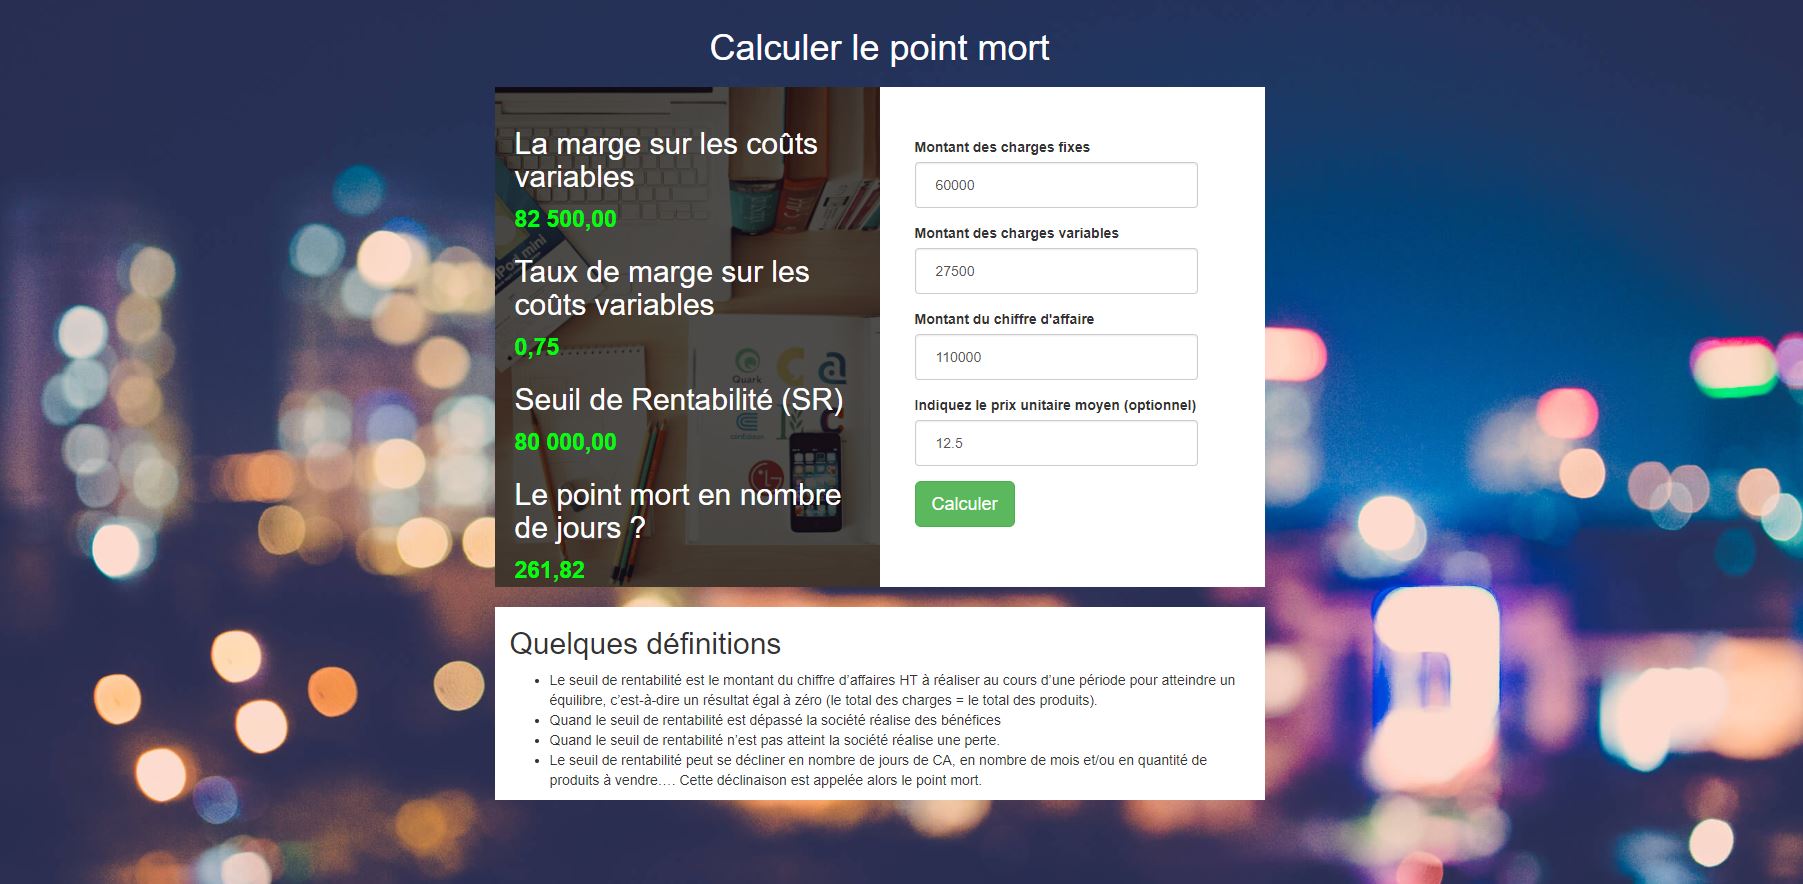 Calculer le point mort
La marge sur les coûts
variables
82 500,00
Taux de marge sur les
coûts variables
0,75
Seuil de Rentabilité (SR)
80 000,00
Le point mort en nombre
de jours ?
261,82
Quark
LG
Montant des charges fixes
60000
Montant des charges variables
27500
Montant du chiffre d'affaire
110000
Indiquez le prix unitaire moyen (optionnel)
12.5
Calculer
Quelques définitions
• Le seuil de rentabilité est le montant du chiffre d’affaires HT à réaliser au cours d’une période pour atteindre un
équilibre, c’est-à-dire un résultat égal à zéro (le total des charges = le total des produits).
• Quand le seuil de rentabilité est dépassé la société réalise des bénéfices
• Quand le seuil de rentabilité n’est pas atteint la société réalise une perte.
• Le seuil de rentabilité peut se décliner en nombre de jours de CA, en nombre de mois et/ou en quantité de
produits à vendre…. Cette déclinaison est appelée alors le point mort.